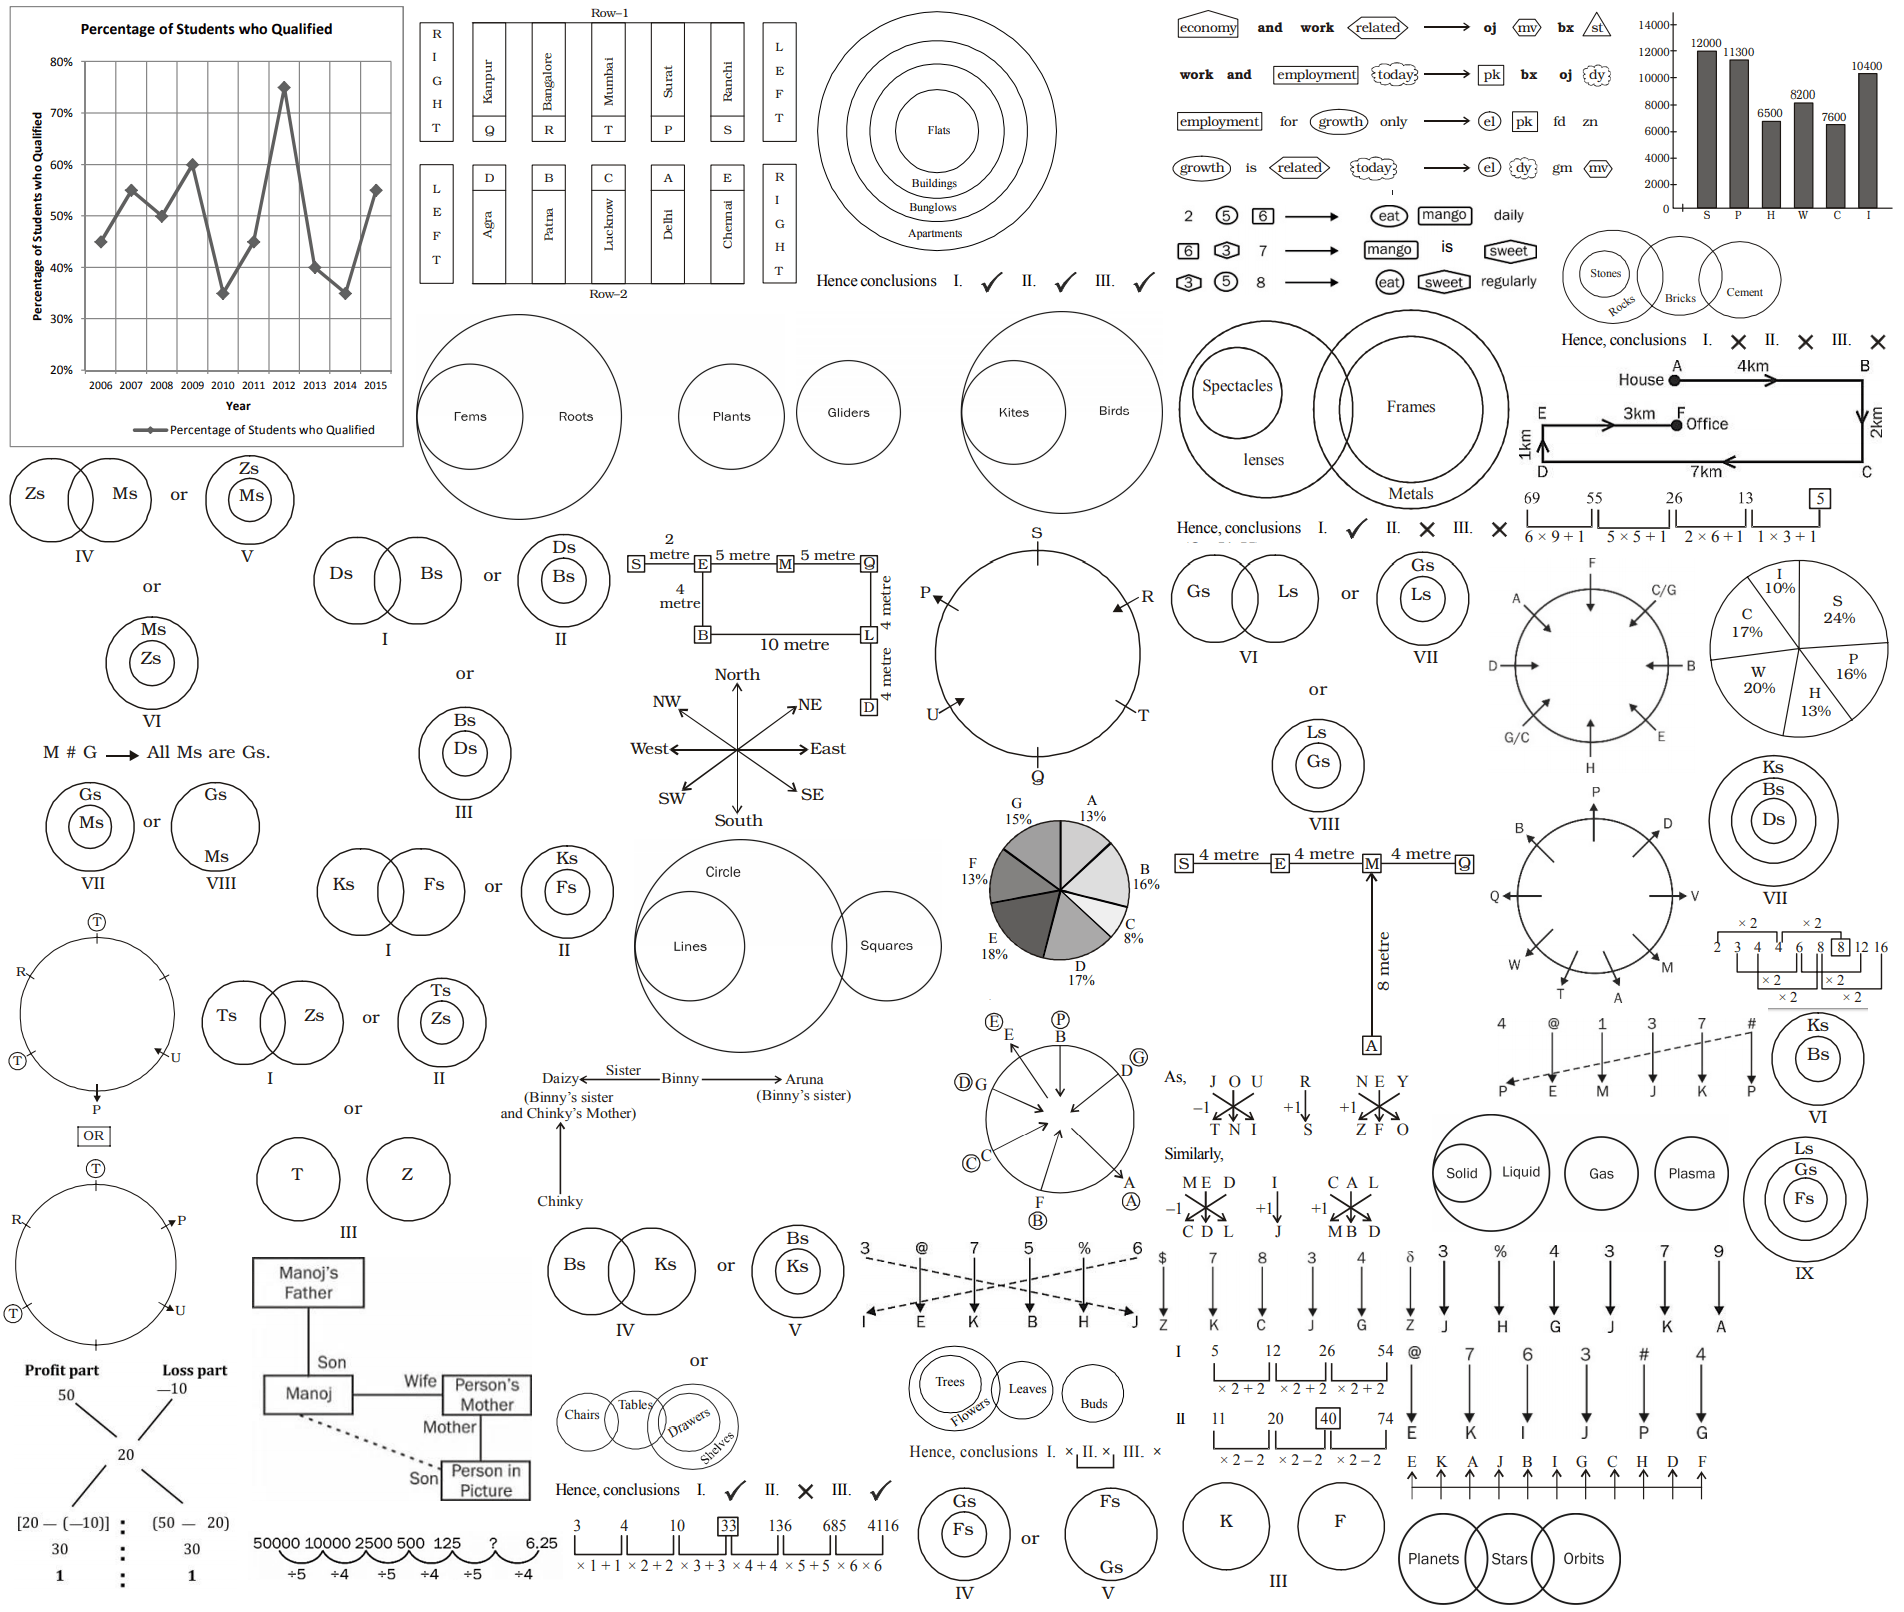 Percentage of Students who Qualified
Percentage of Students who Qualified
80%
70%
60%
50%
40%
30%
20%
2006 2007 2008 2009 2010 2011 2012 2013 2014 2015
Year
Percentage of Students who Qualified
Row–1
RIGHT
Kanpur Bangalore Mumbai Surat Ranchi
Q R T P S
LEFT
LEFT
D B C A E
Agra Patna Lucknow Delhi Chennai
RIGHT
Row–2
Flats
Buildings
Bunglows
Apartments
Hence conclusions I. ✓ II. ✓ III. ✓
economy and work related → oj mv bx st
work and employment today → pk bx oj dy
employment for growth only → el pk fd zn
growth is related today → el dy gm mv
2 5 6 → eat mango daily
6 3 7 → mango is sweet
3 5 8 → eat sweet regularly
14000
12000
10000
8000
6000
4000
2000
0
12000 11300 6500 8200 7600 10400
S P H W C I
Stones
Rocks
Bricks
Cement
Hence, conclusions I. × II. × III. ×
Fems
Roots
Plants
Gliders
Kites
Birds
Spectacles
lenses
Frames
Metals
Hence, conclusions I. ✓ II. × III. ×
A 4km B
House
E 3km F
Office
2km
1km
D 7km C
69 55 26 13 5
6 × 9 + 1 5 × 5 + 1 2 × 6 + 1 1 × 3 + 1
Zs Ms or Zs Ms
IV V
or
Ms
Zs
VI
M # G → All Ms are Gs.
Gs Ms or Gs Ms
VII VIII
Ds Bs or Ds Bs
I II
or
Bs
Ds
III
2 metre 5 metre 5 metre
S E M Q
4 metre
4 metre
B 10 metre L
4 metre
D
North
NW NE
West East
SW SE
South
S
P R
U T
Q
Gs Ls or Gs Ls
VI VII
or
Ls
Gs
VIII
F
A C/G
D B
G/C E
H
I 10%
S 24%
C 17%
P 16%
W 20%
H 13%
Ks
Bs
Ds
VII
Ks Fs or Ks Fs
I II
Circle
Lines
Squares
G 15%
A 13%
F 13%
B 16%
C 8%
E 18%
D 17%
S 4 metre E 4 metre M 4 metre Q
8 metre
A
P
B D
Q V
W M
T A
× 2 × 2
2 3 4 4 6 8 8 12 16
× 2 × 2
× 2 × 2
T
R
T U
P
OR
T
R P
T U
Ts Zs or Ts Zs
I II
or
T Z
III
Daizy Sister Binny Aruna
(Binny's sister and Chinky's Mother)
(Binny's sister)
Chinky
E P
E B G
D G D
C C
F A
B A
As,
J O U R N E Y
–1 +1 +1
T N I S Z F O
Similarly,
M E D I C A L
–1 +1 +1
C D L J M B D
4 @ 1 3 7 #
P E M J K P
Ks
Bs
VI
Solid Liquid Gas Plasma
Ls
Gs
Fs
IX
Manoj's Father
Son
Manoj
Wife
Person's Mother
Mother
Son
Person in Picture
Bs Ks or Bs Ks
IV V
or
3 @ 7 5 % 6
I E K B H J
$ 7 8 3 4 δ
Z K C J G Z
3 % 4 3 7 9
J H G J K A
Profit part Loss part
50 —10
20
[20 — (—10)] : (50 — 20)
30 : 30
1 : 1
50000 10000 2500 500 125 ? 6.25
÷5 ÷4 ÷5 ÷4 ÷5 ÷4
Chairs Tables Drawers Shelves
Hence, conclusions I. ✓ II. × III. ✓
3 4 10 33 136 685 4116
× 1 + 1 × 2 + 2 × 3 + 3 × 4 + 4 × 5 + 5 × 6 × 6
Trees Flowers Leaves Buds
Hence, conclusions I. × II. × III. ×
Gs Fs or Fs Gs
IV V
I 5 12 26 54
× 2 + 2 × 2 + 2 × 2 + 2
II 11 20 40 74
× 2 – 2 × 2 – 2 × 2 – 2
K F
III
@ 7 6 3 # 4
E K I J P G
E K A J B I G C H D F
Planets Stars Orbits